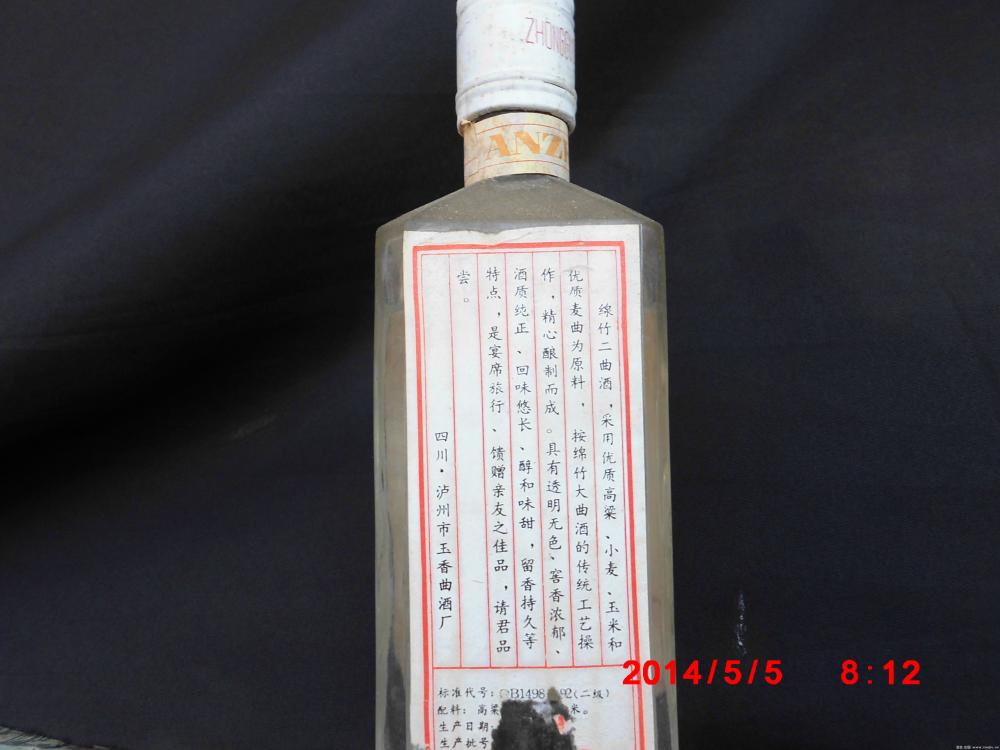 ZHONGG
ANZ
绵竹二曲酒，采用优质高粱、小麦、玉米和
优质麦曲为原料，按绵竹大曲酒的传统工艺操
作，精心酿制而成。具有透明无色、窖香浓郁、
酒质纯正、回味悠长、醇和味甜，留香持久等
特点，是宴席旅行、馈赠亲友之佳品，请君品
尝。
四川·泸州市玉香曲酒厂
标准代号：QB1498 92(二级)
配料：高粱 米。
生产日期
生产批号
2014/5/5 8:12